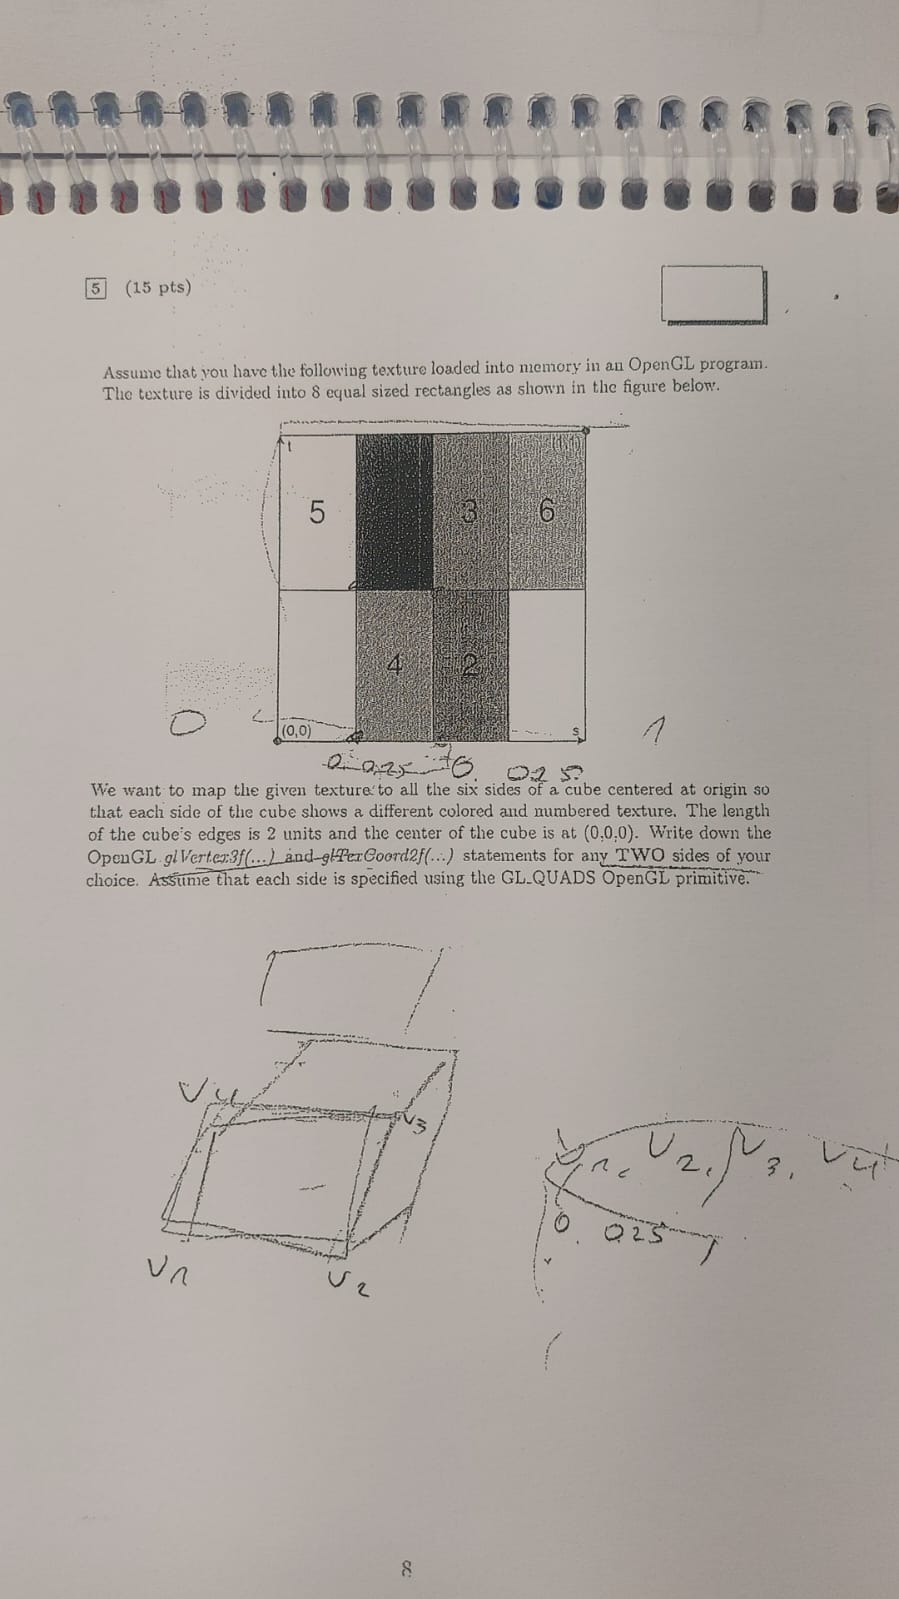 5 (15 pts)
Assume that you have the following texture loaded into memory in an OpenGL program.
The texture is divided into 8 equal sized rectangles as shown in the figure below.
t
5 3 6
4 2
(0,0) s
0 1
0.25
We want to map the given texture to all the six sides of a cube centered at origin so
that each side of the cube shows a different colored and numbered texture. The length
of the cube's edges is 2 units and the center of the cube is at (0,0,0). Write down the
OpenGL glVertex3f(...) and glTexCoord2f(...) statements for any TWO sides of your
choice. Assume that each side is specified using the GL_QUADS OpenGL primitive.
V4 V3
V1 V2
V1, V2, V3, V4
0. 025
8